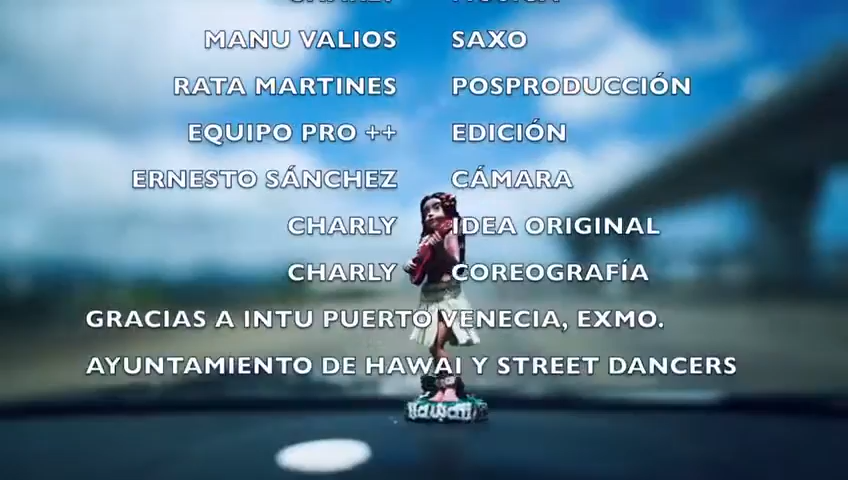 MANU VALIOS SAXO
RATA MARTINES POSPRODUCCIÓN
EQUIPO PRO ++ EDICIÓN
ERNESTO SÁNCHEZ CÁMARA
CHARLY IDEA ORIGINAL
CHARLY COREOGRAFÍA
GRACIAS A INTU PUERTO VENECIA, EXMO.
AYUNTAMIENTO DE HAWAI Y STREET DANCERS
Hawaii